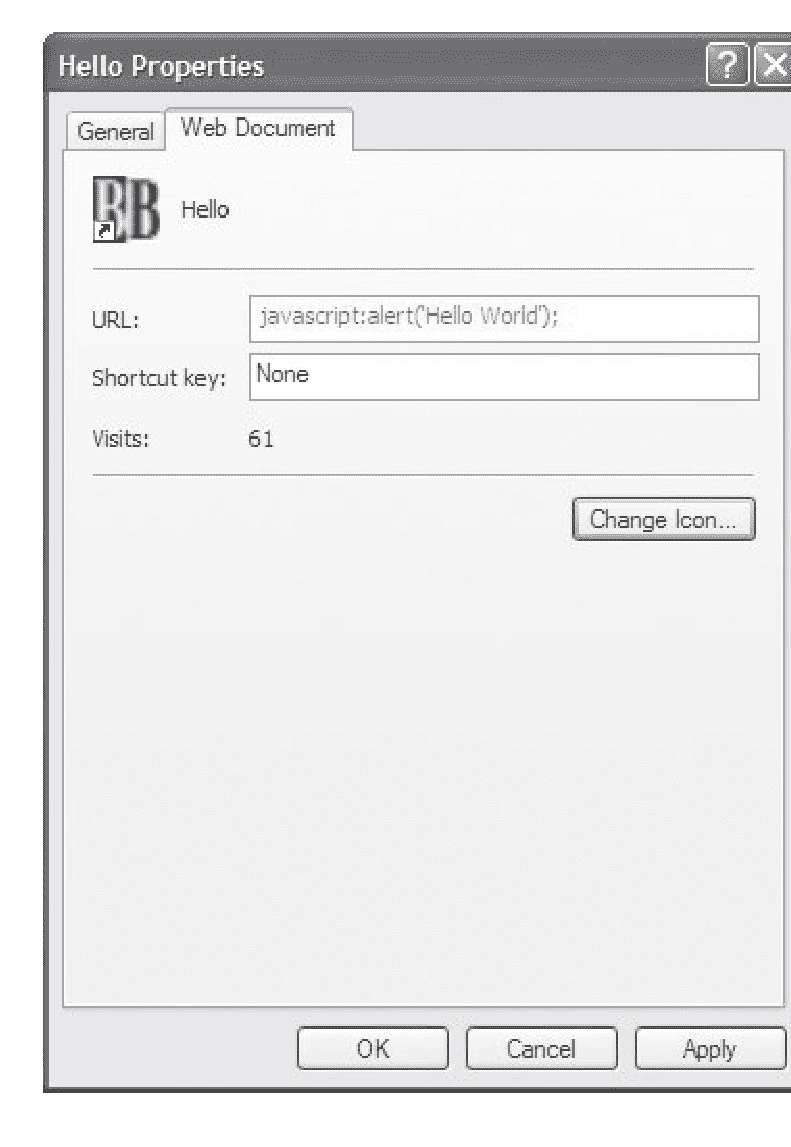 Hello Properties
General
Web Document
BB
Hello
URL:
javascript:alert('Hello World');
Shortcut key:
None
Visits:
61
Change Icon...
OK
Cancel
Apply